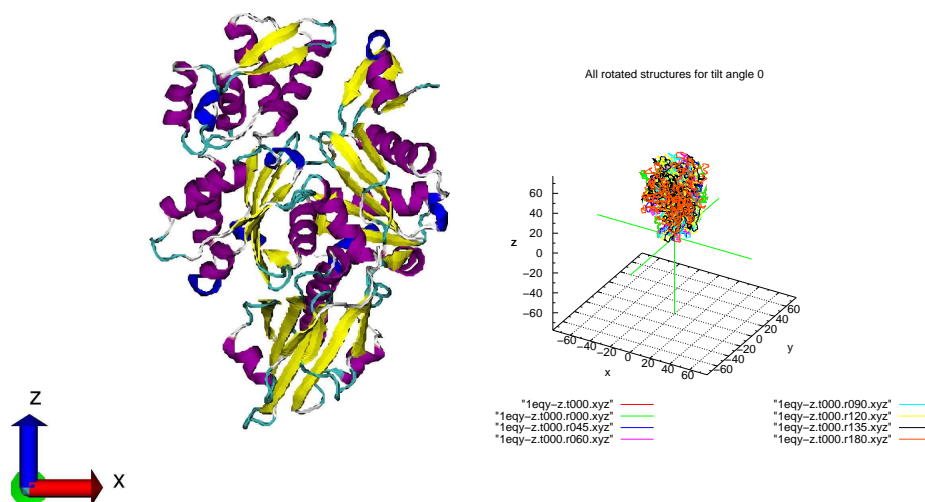 All rotated structures for tilt angle 0
60
40
20
z
0
−20
−40
−60
−60 −40 −20 0 20 40 60
x
−60 −40 −20 0 20 40 60
y
"1eqy−z.t000.xyz"
"1eqy−z.t000.r000.xyz"
"1eqy−z.t000.r045.xyz"
"1eqy−z.t000.r060.xyz"
"1eqy−z.t000.r090.xyz"
"1eqy−z.t000.r120.xyz"
"1eqy−z.t000.r135.xyz"
"1eqy−z.t000.r180.xyz"
Z
X